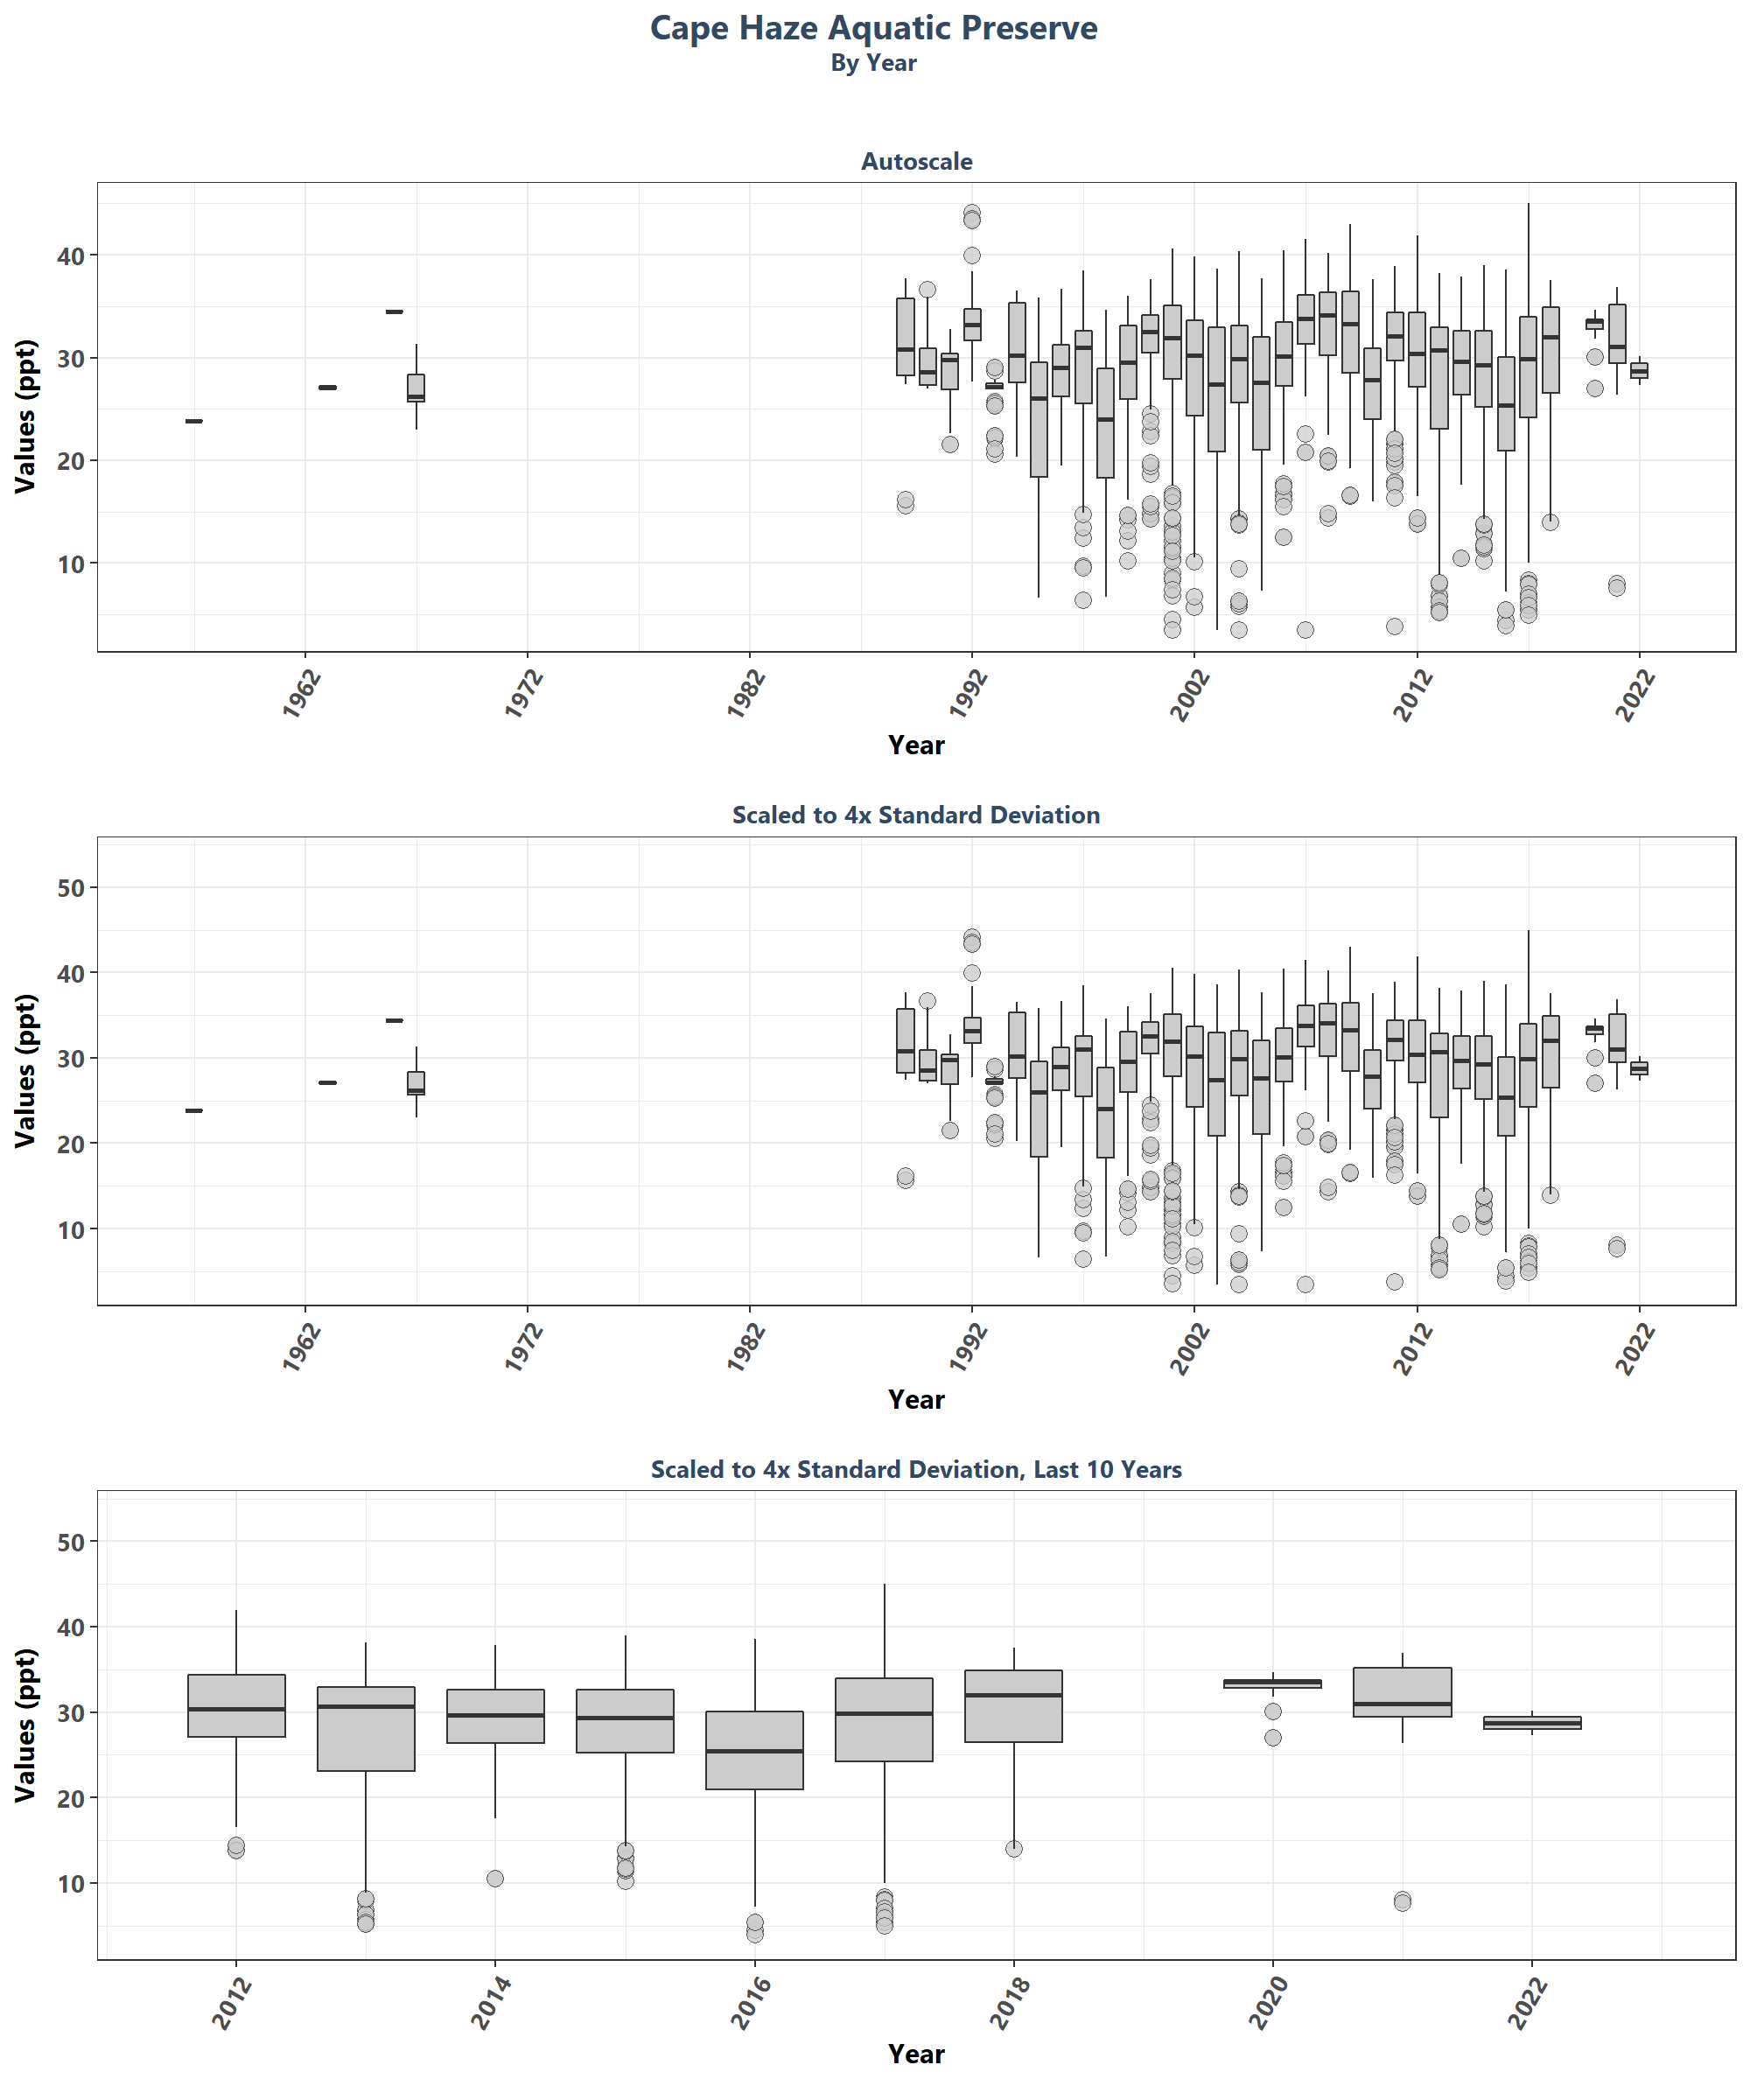 Cape Haze Aquatic Preserve
By Year
Autoscale
Values (ppt)
40
30
20
10
1962 1972 1982 1992 2002 2012 2022
Year
Scaled to 4x Standard Deviation
Values (ppt)
50
40
30
20
10
1962 1972 1982 1992 2002 2012 2022
Year
Scaled to 4x Standard Deviation, Last 10 Years
Values (ppt)
50
40
30
20
10
2012 2014 2016 2018 2020 2022
Year